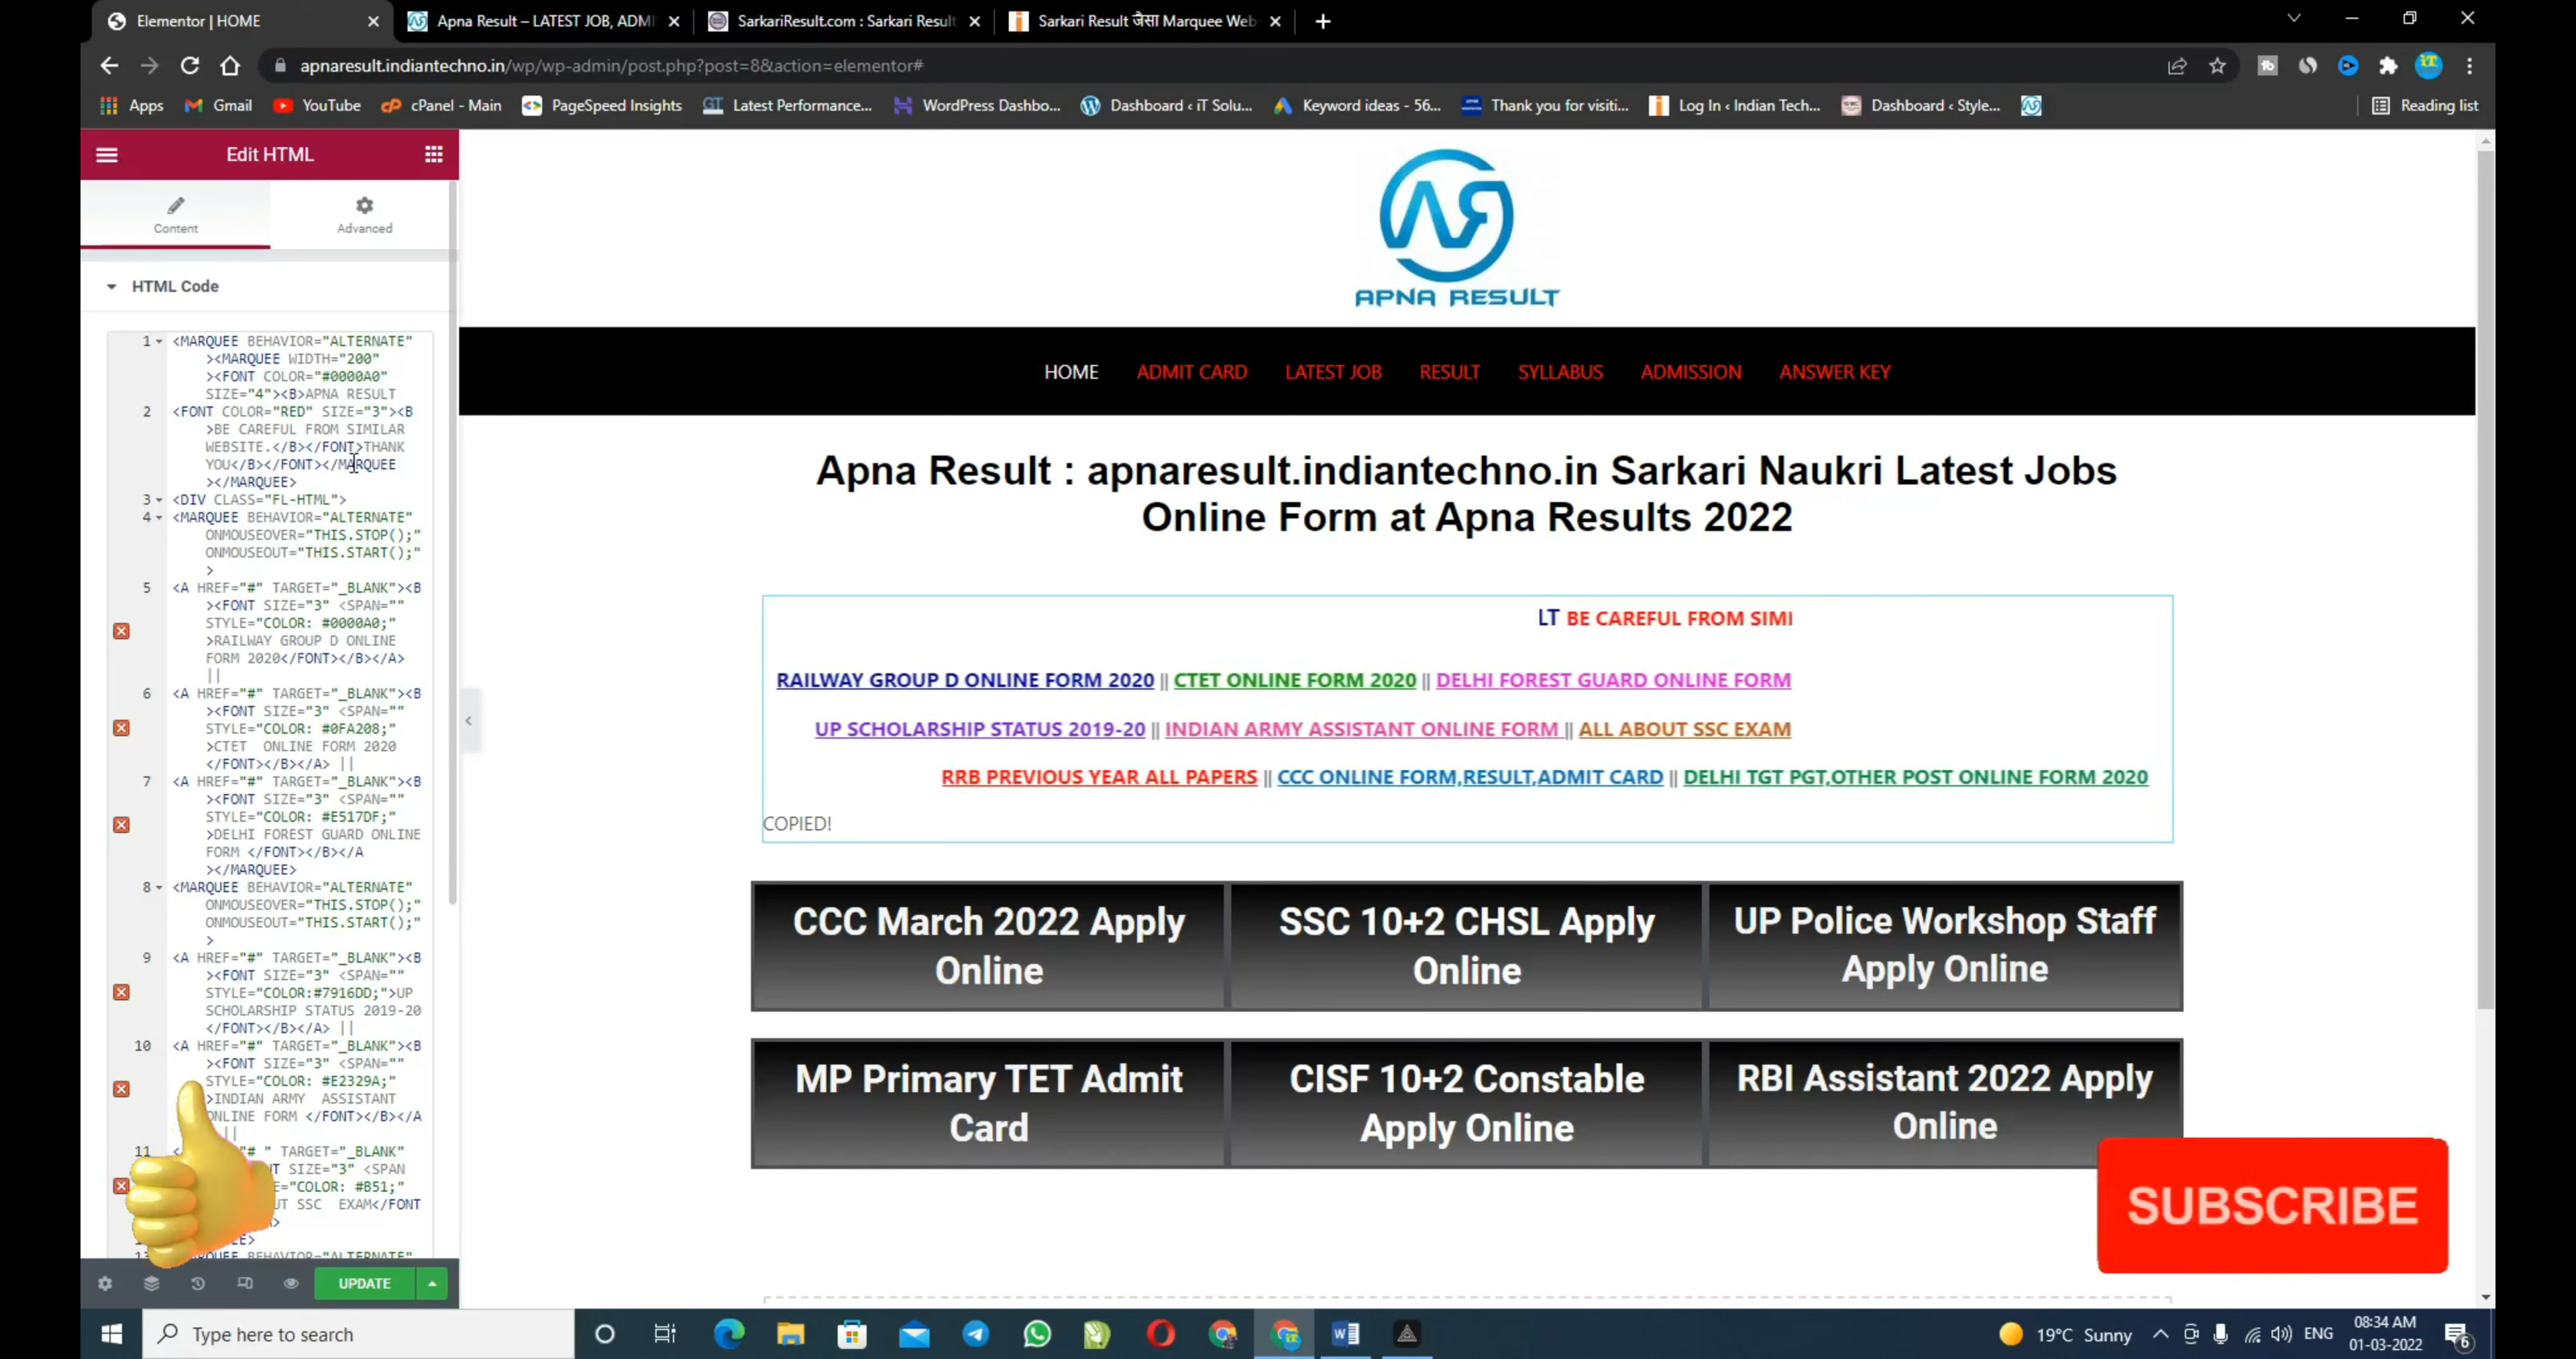 Elementor | HOME
Apna Result – LATEST JOB, ADMI
SarkariResult.com : Sarkari Result
Sarkari Result जैसा Marquee Web
apnaresult.indiantechno.in/wp/wp-admin/post.php?post=8&action=elementor#
Apps
Gmail
YouTube
cPanel - Main
PageSpeed Insights
Latest Performance...
WordPress Dashbo...
Dashboard ‹ iT Solu...
Keyword ideas - 56...
Thank you for visiti...
Log In ‹ Indian Tech...
Dashboard ‹ Style...
Reading list
Edit HTML
Content
Advanced
HTML Code
1 <MARQUEE BEHAVIOR="ALTERNATE"
><MARQUEE WIDTH="200"
><FONT COLOR="#0000A0"
SIZE="4"><B>APNA RESULT
2 <FONT COLOR="RED" SIZE="3"><B
>BE CAREFUL FROM SIMILAR
WEBSITE.</B></FONT>THANK
YOU</B></FONT></MARQUEE
></MARQUEE>
3 <DIV CLASS="FL-HTML">
4 <MARQUEE BEHAVIOR="ALTERNATE"
ONMOUSEOVER="THIS.STOP();"
ONMOUSEOUT="THIS.START();"
>
5 <A HREF="#" TARGET="_BLANK"><B
><FONT SIZE="3" <SPAN=""
STYLE="COLOR: #0000A0;"
>RAILWAY GROUP D ONLINE
FORM 2020</FONT></B></A>
||
6 <A HREF="#" TARGET="_BLANK"><B
><FONT SIZE="3" <SPAN=""
STYLE="COLOR: #0FA208;"
>CTET  ONLINE FORM 2020
</FONT></B></A> ||
7 <A HREF="#" TARGET="_BLANK"><B
><FONT SIZE="3" <SPAN=""
STYLE="COLOR: #E517DF;"
>DELHI FOREST GUARD ONLINE
FORM </FONT></B></A
></MARQUEE>
8 <MARQUEE BEHAVIOR="ALTERNATE"
ONMOUSEOVER="THIS.STOP();"
ONMOUSEOUT="THIS.START();"
>
9 <A HREF="#" TARGET="_BLANK"><B
><FONT SIZE="3" <SPAN=""
STYLE="COLOR:#7916DD;">UP
SCHOLARSHIP STATUS 2019-20
</FONT></B></A> ||
10 <A HREF="#" TARGET="_BLANK"><B
><FONT SIZE="3" <SPAN=""
STYLE="COLOR: #E2329A;"
>INDIAN ARMY  ASSISTANT
ONLINE FORM </FONT></B></A
||
11 "# " TARGET="_BLANK"
SIZE="3" <SPAN
="COLOR: #B51;"
SSC  EXAM</FONT
>
BEHAVIOR="ALTERNATE"
UPDATE
APNA RESULT
HOME
ADMIT CARD
LATEST JOB
RESULT
SYLLABUS
ADMISSION
ANSWER KEY
Apna Result : apnaresult.indiantechno.in Sarkari Naukri Latest Jobs
Online Form at Apna Results 2022
LT BE CAREFUL FROM SIMI
RAILWAY GROUP D ONLINE FORM 2020 || CTET ONLINE FORM 2020 || DELHI FOREST GUARD ONLINE FORM
UP SCHOLARSHIP STATUS 2019-20 || INDIAN ARMY ASSISTANT ONLINE FORM || ALL ABOUT SSC EXAM
RRB PREVIOUS YEAR ALL PAPERS || CCC ONLINE FORM,RESULT,ADMIT CARD || DELHI TGT PGT,OTHER POST ONLINE FORM 2020
COPIED!
CCC March 2022 Apply
Online
SSC 10+2 CHSL Apply
Online
UP Police Workshop Staff
Apply Online
MP Primary TET Admit
Card
CISF 10+2 Constable
Apply Online
RBI Assistant 2022 Apply
Online
SUBSCRIBE
Type here to search
19°C Sunny
ENG
08:34 AM
01-03-2022
6